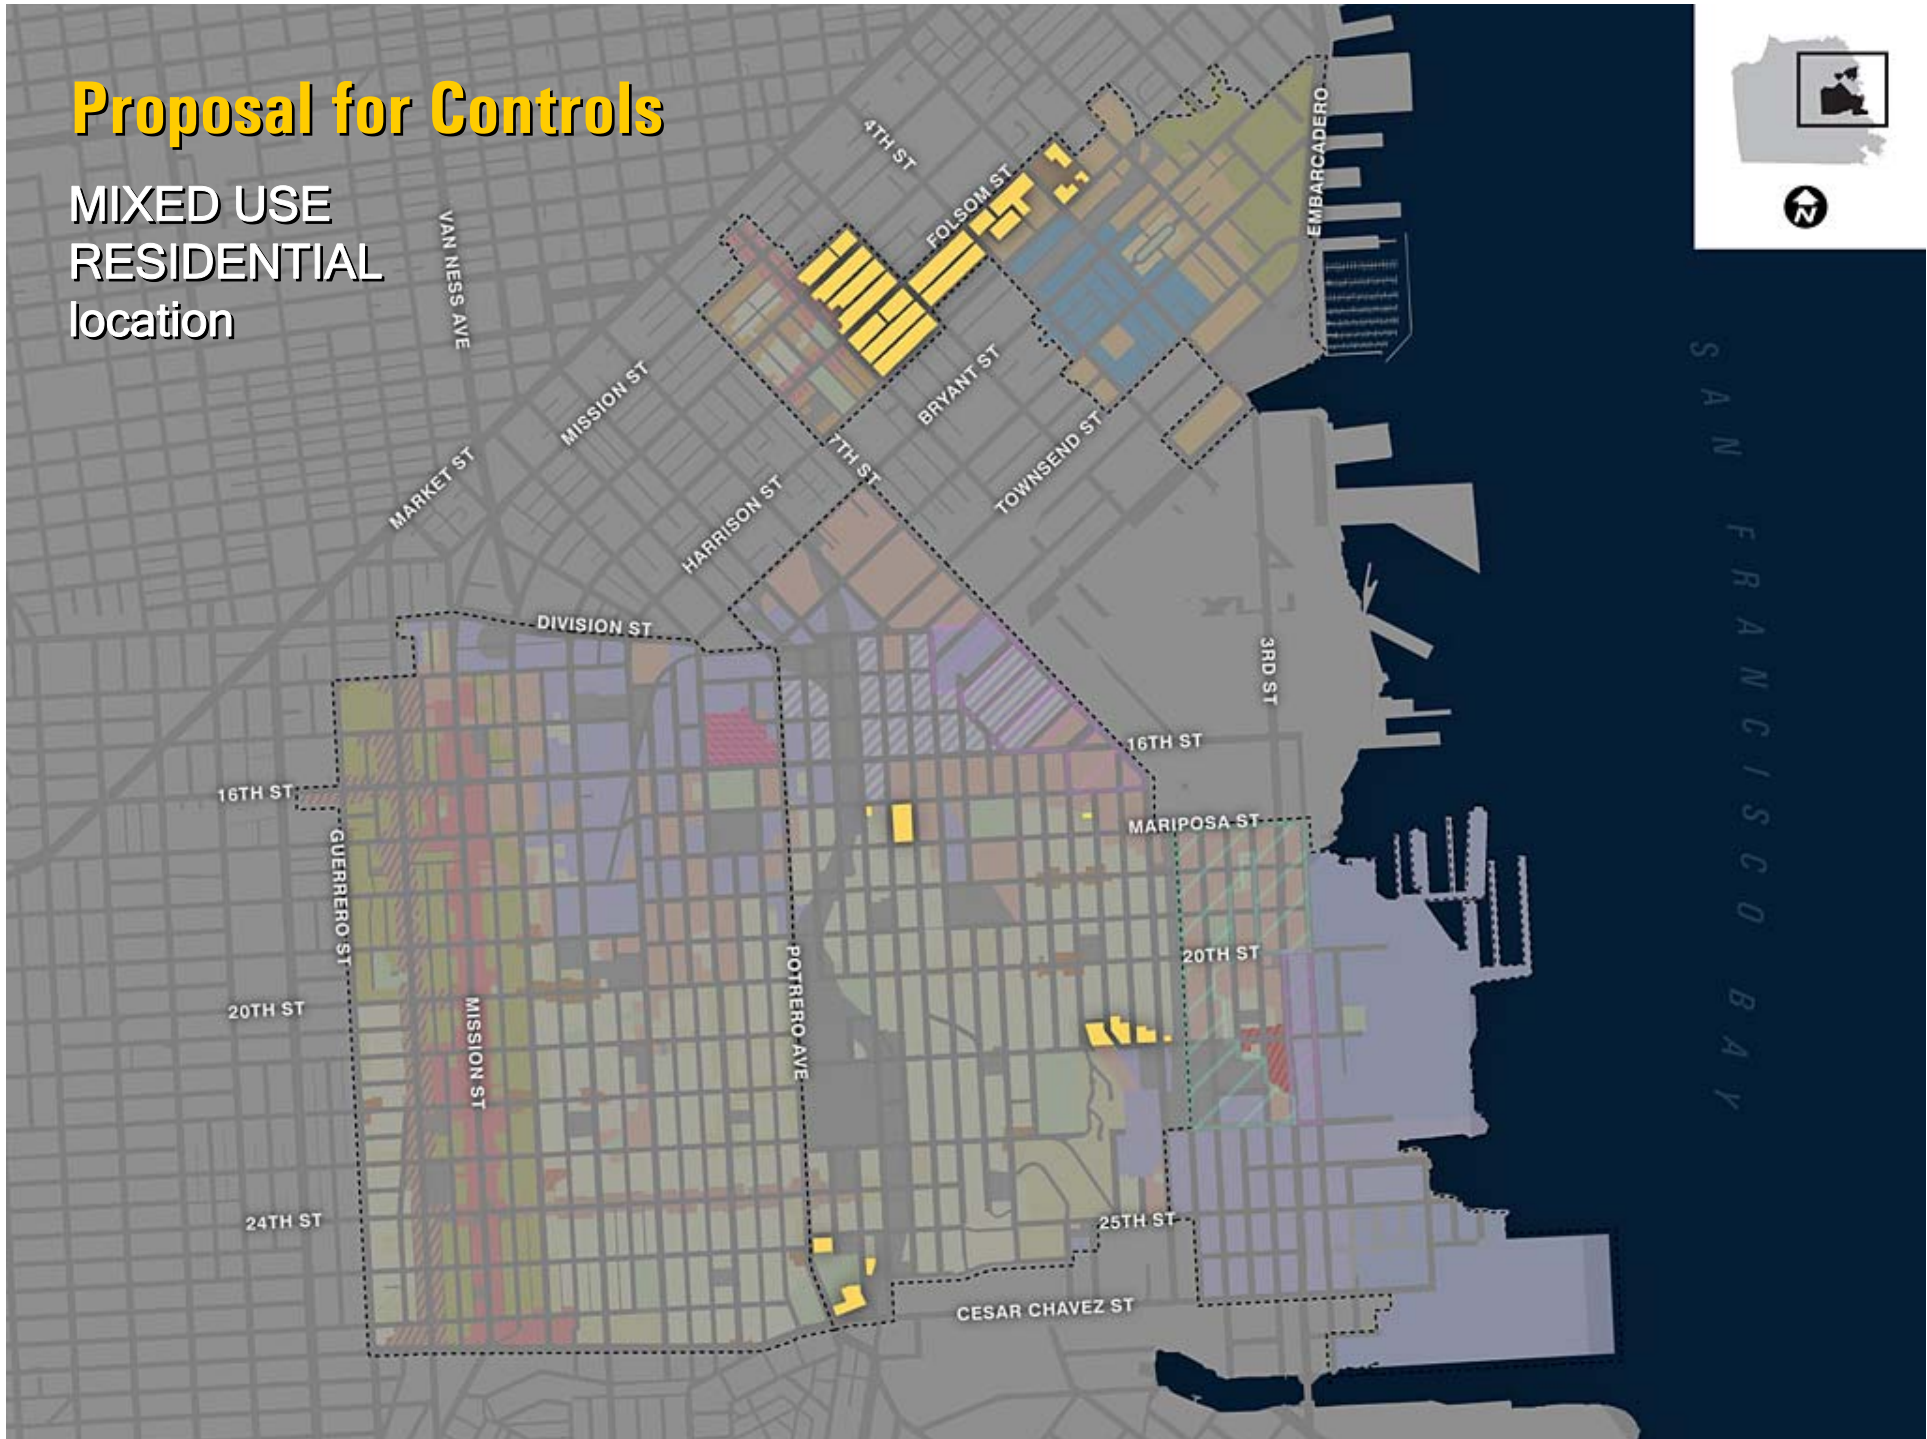 Proposal for Controls
MIXED USE
RESIDENTIAL
location
4TH ST
FOLSOM ST
EMBARCADERO
N
VAN NESS AVE
MISSION ST
BRYANT ST
MARKET ST
HARRISON ST
7TH ST
TOWNSEND ST
DIVISION ST
3RD ST
16TH ST
16TH ST
MARIPOSA ST
GUERRERO ST
20TH ST
20TH ST
MISSION ST
POTRERO AVE
24TH ST
25TH ST
CESAR CHAVEZ ST
SAN FRANCISCO BAY